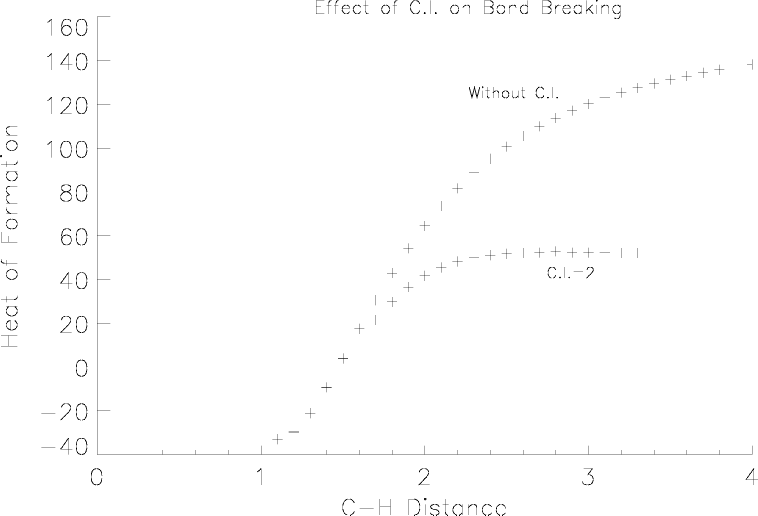 Effect of C.I. on Bond Breaking
160
140
120
100
80
60
40
20
0
-20
-40
Heat of Formation
Without C.I.
C.I.-2
0 1 2 3 4
C-H Distance